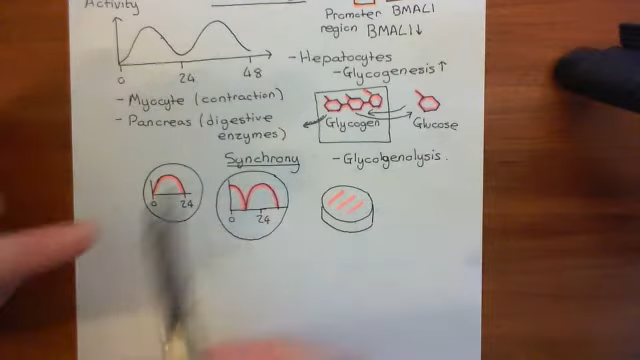 Activity
Promoter BMAL1
region BMAL1↓
0 24 48
- Hepatocytes
- Glycogenesis↑
- Myocyte (contraction)
- Pancreas (digestive
enzymes)
Glycogen Glucose
Synchrony
- Glycolgenolysis.
0 24
0 24